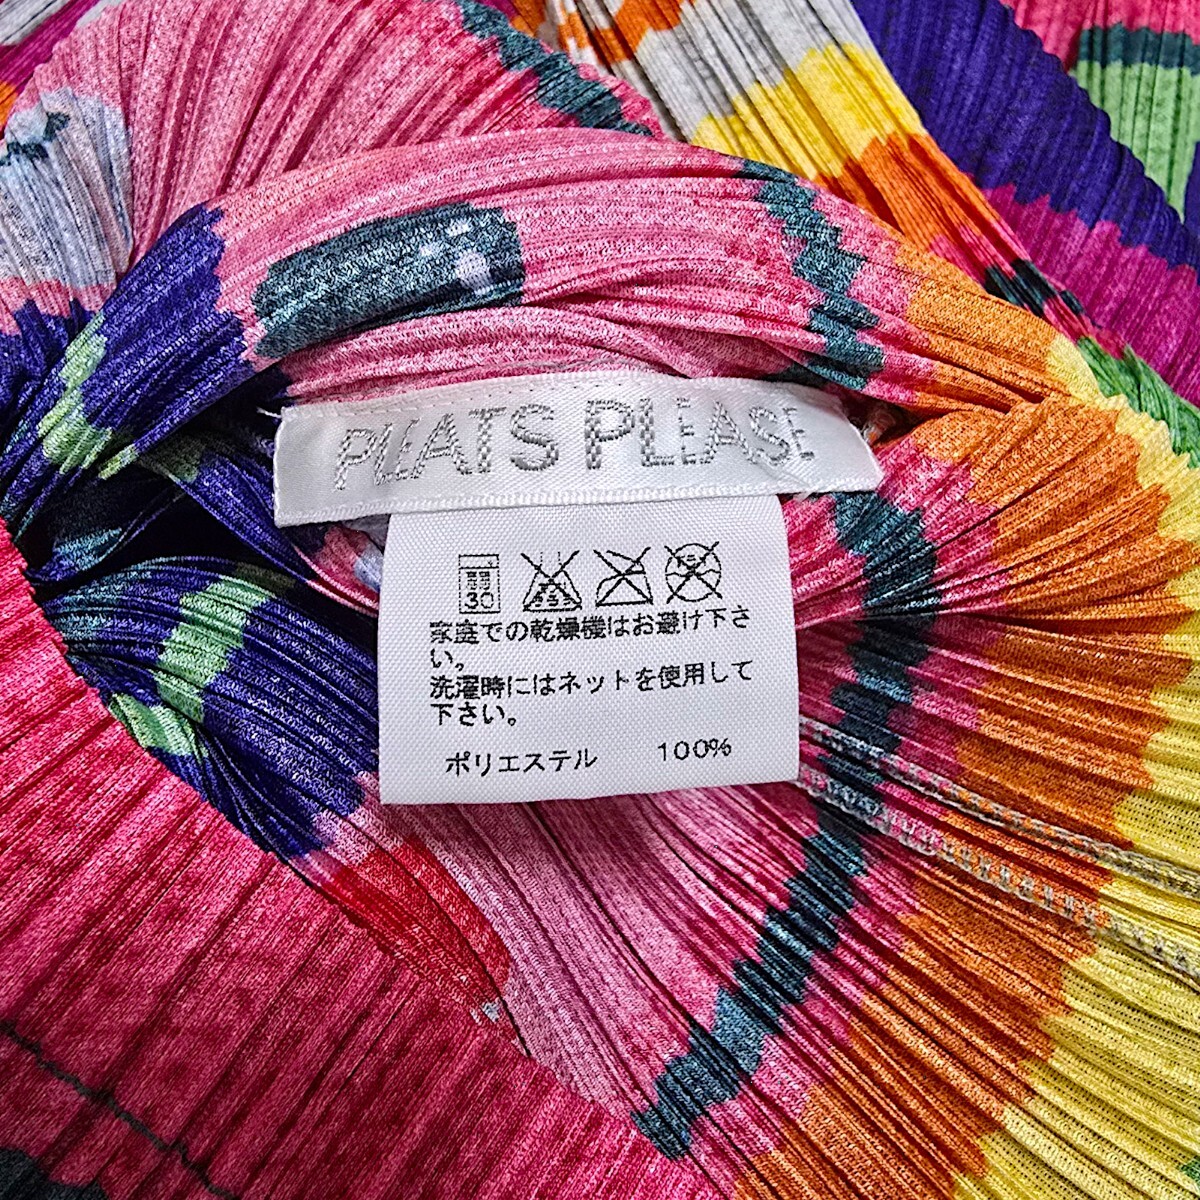 PLEATS PLEASE
弱
30
家庭での乾燥機はお避け下さ
い。
洗濯時にはネットを使用して
下さい。
ポリエステル 100%